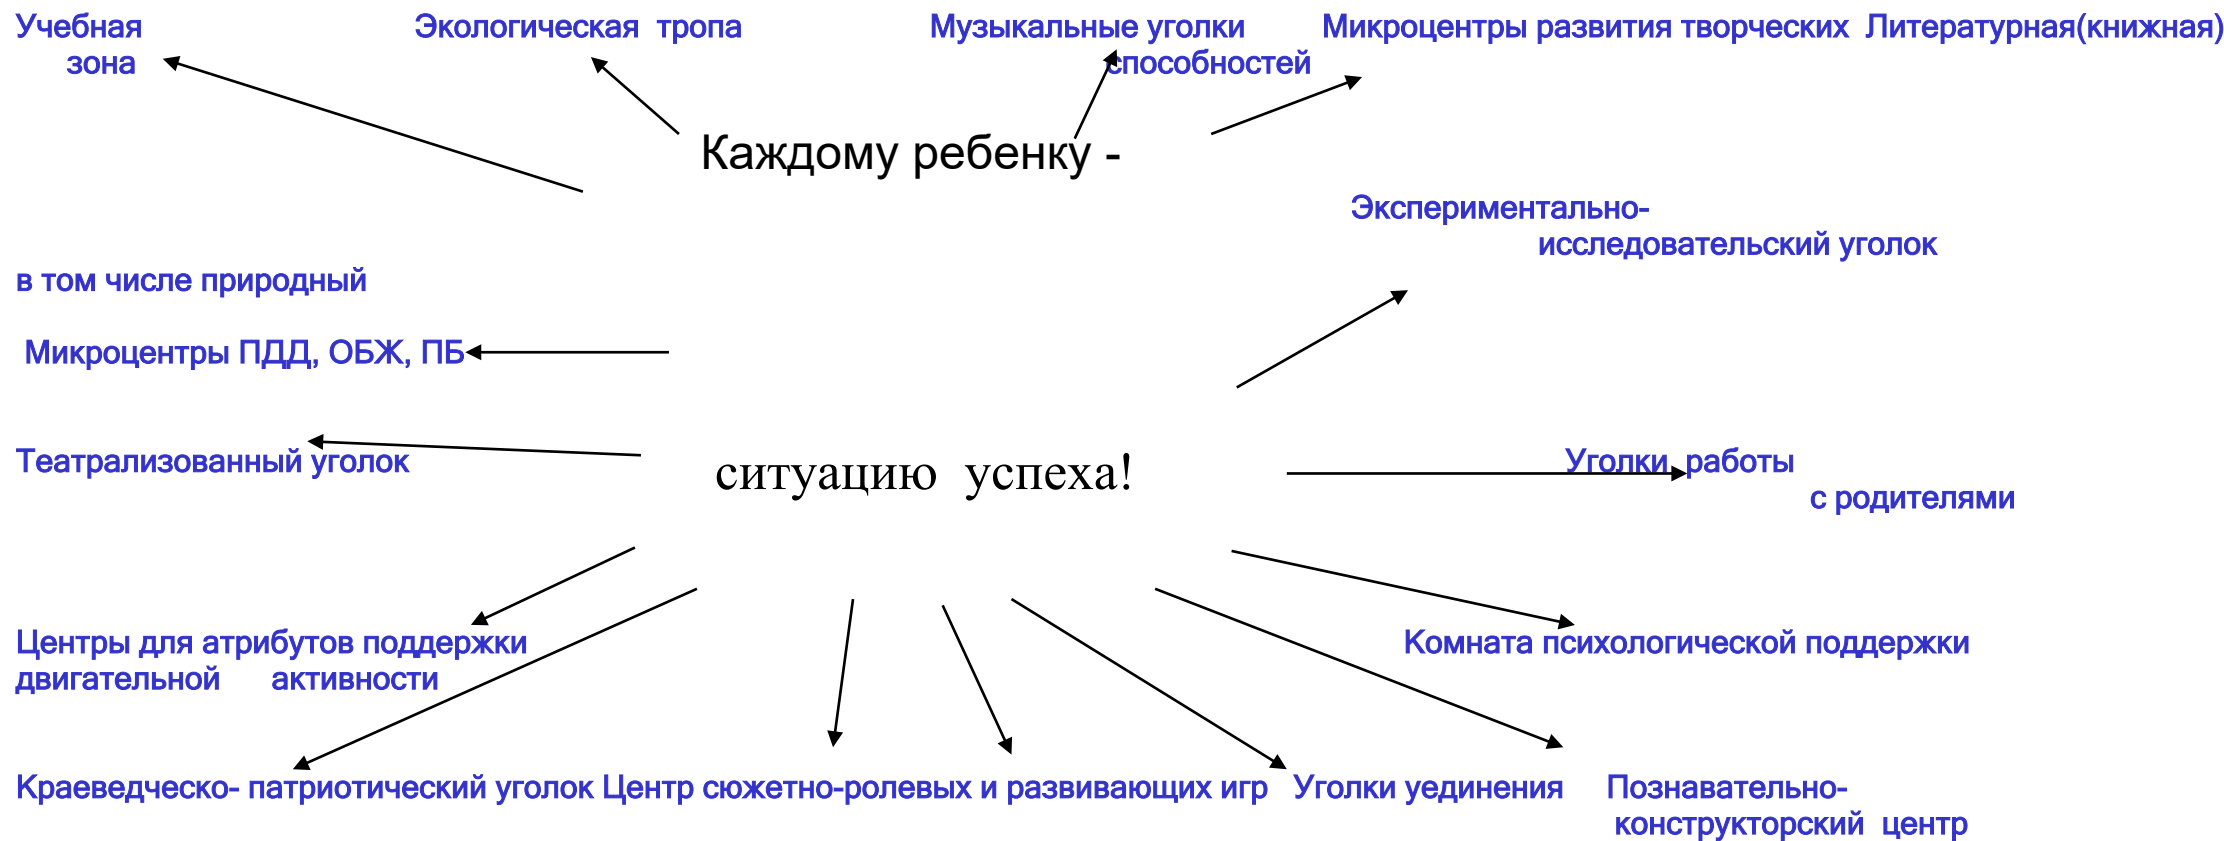 Учебная Экологическая тропа Музыкальные уголки Микроцентры развития творческих Литературная(книжная)
зона способностей
Каждому ребенку -
Экспериментально-
исследовательский уголок
в том числе природный
Микроцентры ПДД, ОБЖ, ПБ
Театрализованный уголок Уголки работы
ситуацию успеха!
с родителями
Центры для атрибутов поддержки Комната психологической поддержки
двигательной активности
Краеведческо- патриотический уголок Центр сюжетно-ролевых и развивающих игр Уголки уединения Познавательно-
конструкторский центр